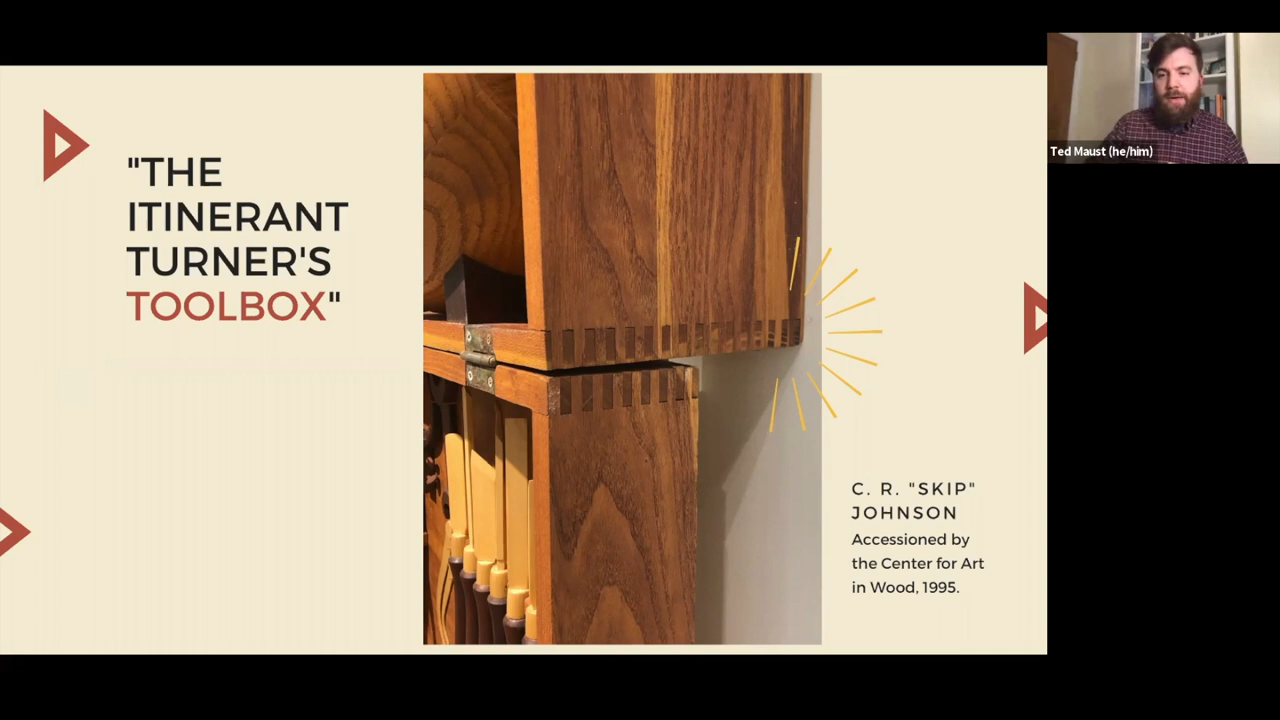 "THE
ITINERANT
TURNER'S
TOOLBOX"
C. R. "SKIP"
JOHNSON
Accessioned by
the Center for Art
in Wood, 1995.
Ted Maust (he/him)